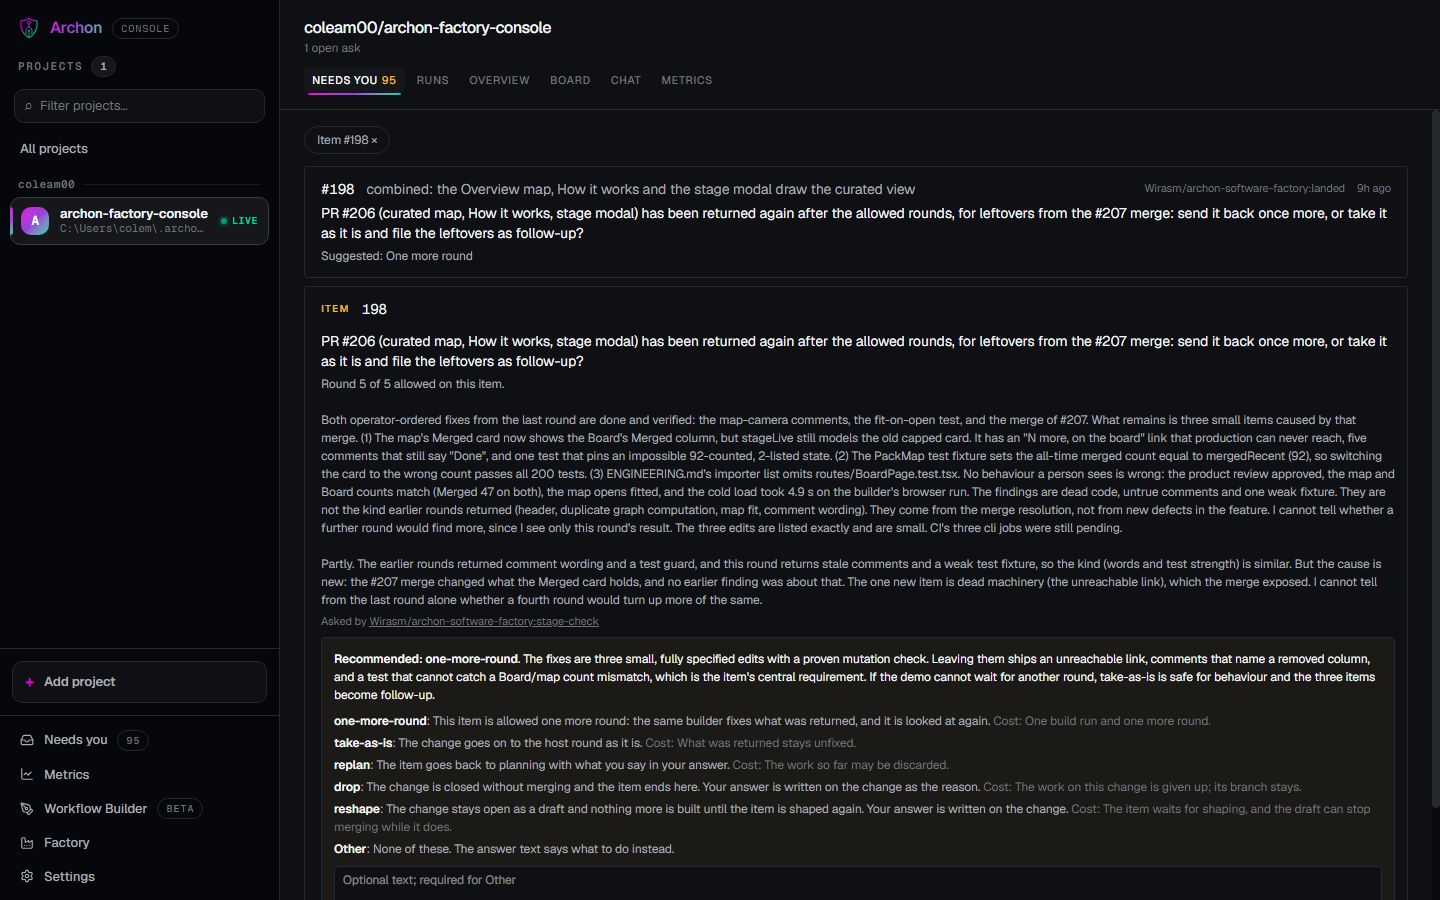 Archon CONSOLE
PROJECTS 1
Filter projects...
All projects
coleam00
A archon-factory-console LIVE
C:\Users\colem\.archo…
+ Add project
Needs you 95
Metrics
Workflow Builder BETA
Factory
Settings
coleam00/archon-factory-console
1 open ask
NEEDS YOU 95 RUNS OVERVIEW BOARD CHAT METRICS
Item #198 ×
#198 combined: the Overview map, How it works and the stage modal draw the curated view Wirasm/archon-software-factory:landed 9h ago
PR #206 (curated map, How it works, stage modal) has been returned again after the allowed rounds, for leftovers from the #207 merge: send it back once more, or take it
as it is and file the leftovers as follow-up?
Suggested: One more round
ITEM 198
PR #206 (curated map, How it works, stage modal) has been returned again after the allowed rounds, for leftovers from the #207 merge: send it back once more, or take it
as it is and file the leftovers as follow-up?
Round 5 of 5 allowed on this item.
Both operator-ordered fixes from the last round are done and verified: the map-camera comments, the fit-on-open test, and the merge of #207. What remains is three small items caused by that
merge. (1) The map's Merged card now shows the Board's Merged column, but stageLive still models the old capped card. It has an "N more, on the board" link that production can never reach, five
comments that still say "Done", and one test that pins an impossible 92-counted, 2-listed state. (2) The PackMap test fixture sets the all-time merged count equal to mergedRecent (92), so switching
the card to the wrong count passes all 200 tests. (3) ENGINEERING.md's importer list omits routes/BoardPage.test.tsx. No behaviour a person sees is wrong: the product review approved, the map and
Board counts match (Merged 47 on both), the map opens fitted, and the cold load took 4.9 s on the builder's browser run. The findings are dead code, untrue comments and one weak fixture. They are
not the kind earlier rounds returned (header, duplicate graph computation, map fit, comment wording). They come from the merge resolution, not from new defects in the feature. I cannot tell whether a
further round would find more, since I see only this round's result. The three edits are listed exactly and are small. CI's three cli jobs were still pending.
Partly. The earlier rounds returned comment wording and a test guard, and this round returns stale comments and a weak test fixture, so the kind (words and test strength) is similar. But the cause is
new: the #207 merge changed what the Merged card holds, and no earlier finding was about that. The one new item is dead machinery (the unreachable link), which the merge exposed. I cannot tell
from the last round alone whether a fourth round would turn up more of the same.
Asked by Wirasm/archon-software-factory:stage-check
Recommended: one-more-round. The fixes are three small, fully specified edits with a proven mutation check. Leaving them ships an unreachable link, comments that name a removed column,
and a test that cannot catch a Board/map count mismatch, which is the item's central requirement. If the demo cannot wait for another round, take-as-is is safe for behaviour and the three items
become follow-up.
one-more-round: This item is allowed one more round: the same builder fixes what was returned, and it is looked at again. Cost: One build run and one more round.
take-as-is: The change goes on to the host round as it is. Cost: What was returned stays unfixed.
replan: The item goes back to planning with what you say in your answer. Cost: The work so far may be discarded.
drop: The change is closed without merging and the item ends here. Your answer is written on the change as the reason. Cost: The work on this change is given up; its branch stays.
reshape: The change stays open as a draft and nothing more is built until the item is shaped again. Your answer is written on the change. Cost: The item waits for shaping, and the draft can stop
merging while it does.
Other: None of these. The answer text says what to do instead.
Optional text; required for Other